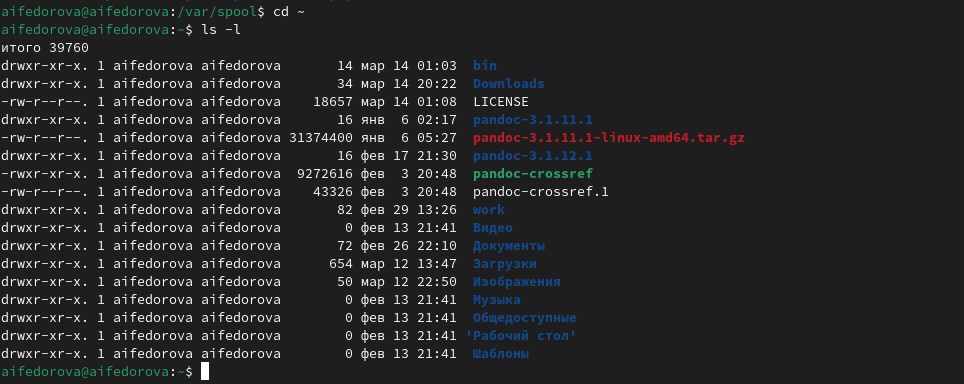 aifedorova@aifedorova:/var/spool$ cd ~
aifedorova@aifedorova:~$ ls -l
итого 39760
drwxr-xr-x. 1 aifedorova aifedorova       14 мар 14 01:03  bin
drwxr-xr-x. 1 aifedorova aifedorova       34 мар 14 20:22  Downloads
-rw-r--r--. 1 aifedorova aifedorova    18657 мар 14 01:08  LICENSE
drwxr-xr-x. 1 aifedorova aifedorova       16 янв  6 02:17  pandoc-3.1.11.1
-rw-r--r--. 1 aifedorova aifedorova 31374400 янв  6 05:27  pandoc-3.1.11.1-linux-amd64.tar.gz
drwxr-xr-x. 1 aifedorova aifedorova       16 фев 17 21:30  pandoc-3.1.12.1
-rwxr-xr-x. 1 aifedorova aifedorova  9272616 фев  3 20:48  pandoc-crossref
-rw-r--r--. 1 aifedorova aifedorova    43326 фев  3 20:48  pandoc-crossref.1
drwxr-xr-x. 1 aifedorova aifedorova       82 фев 29 13:26  work
drwxr-xr-x. 1 aifedorova aifedorova        0 фев 13 21:41  Видео
drwxr-xr-x. 1 aifedorova aifedorova       72 фев 26 22:10  Документы
drwxr-xr-x. 1 aifedorova aifedorova      654 мар 12 13:47  Загрузки
drwxr-xr-x. 1 aifedorova aifedorova       50 мар 12 22:50  Изображения
drwxr-xr-x. 1 aifedorova aifedorova        0 фев 13 21:41  Музыка
drwxr-xr-x. 1 aifedorova aifedorova        0 фев 13 21:41  Общедоступные
drwxr-xr-x. 1 aifedorova aifedorova        0 фев 13 21:41 'Рабочий стол'
drwxr-xr-x. 1 aifedorova aifedorova        0 фев 13 21:41  Шаблоны
aifedorova@aifedorova:~$